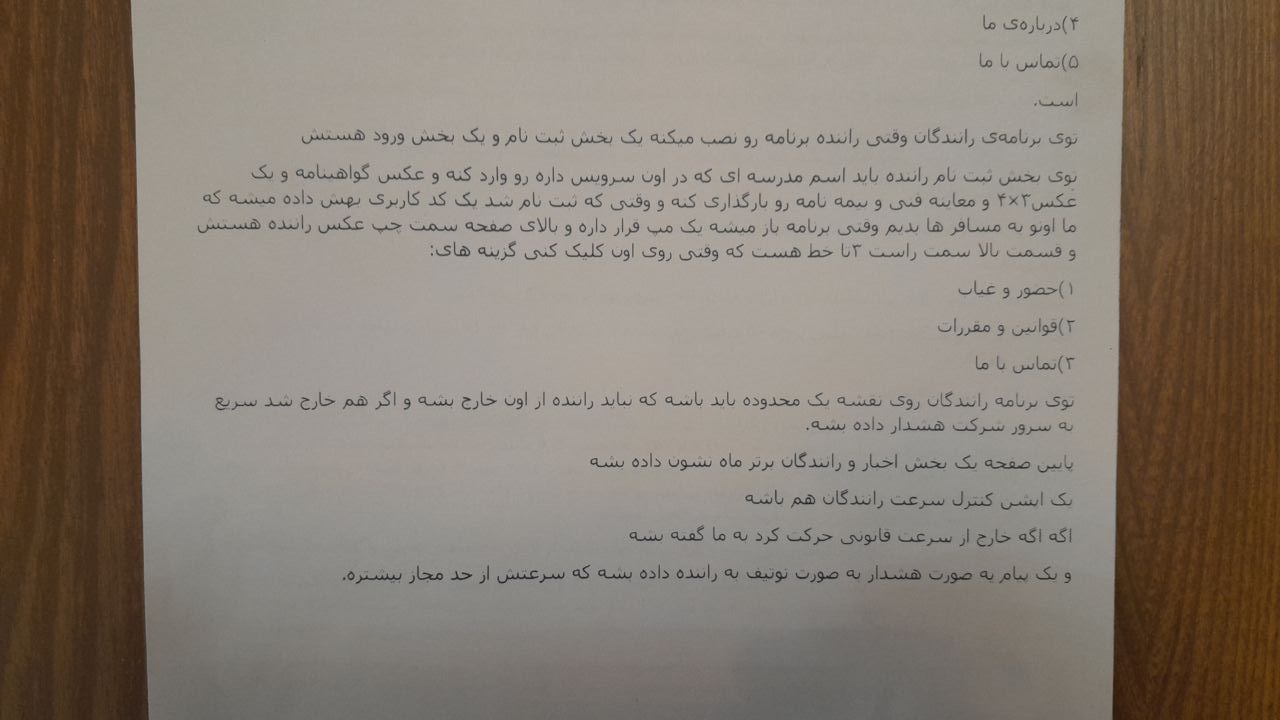 ۴)درباره‌ی ما
۵)تماس با ما
است.
توی برنامه‌ی رانندگان وقتی راننده برنامه رو نصب میکنه یک بخش ثبت نام و یک بخش ورود هستش
توی بخش ثبت نام راننده باید اسم مدرسه ای که در اون سرویس داره رو وارد کنه و عکس گواهینامه و یک
عکس۳×۴ و معاینه فنی و بیمه نامه رو بارگذاری کنه و وقتی که ثبت نام شد یک کد کاربری بهش داده میشه که
ما اونو به مسافر ها بدیم وقتی برنامه باز میشه یک مپ قرار داره و بالای صفحه سمت چپ عکس راننده هستش
و قسمت بالا سمت راست ۳تا خط هست که وقتی روی اون کلیک کنی گزینه های:
۱)حضور و غیاب
۲)قوانین و مقررات
۳)تماس با ما
توی برنامه رانندگان روی نقشه یک محدوده باید باشه که نباید راننده از اون خارج بشه و اگر هم خارج شد سریع
به سرور شرکت هشدار داده بشه.
پایین صفحه یک بخش اخبار و رانندگان برتر ماه نشون داده بشه
یک اپشن کنترل سرعت رانندگان هم باشه
اگه اگه خارج از سرعت قانونی حرکت کرد به ما گفته بشه
و یک پیام به صورت هشدار به صورت نوتیف به راننده داده بشه که سرعتش از حد مجاز بیشتره.